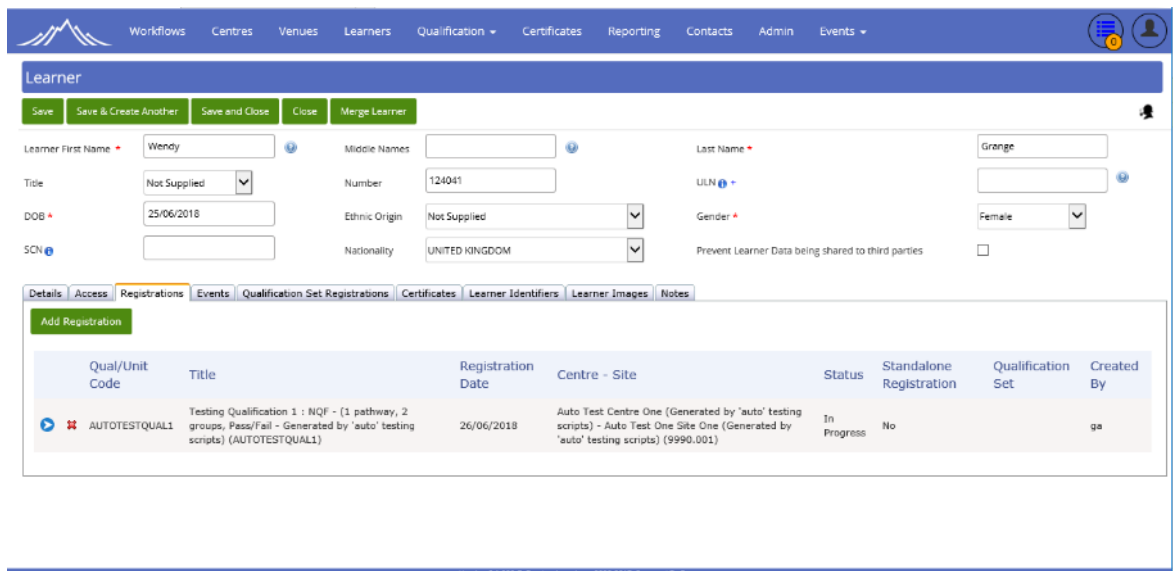 Workflows Centres Venues Learners Qualification Certificates Reporting Contacts Admin Events
0
Learner
Save Save & Create Another Save and Close Close Merge Learner
Learner First Name * Wendy Middle Names Last Name * Grange
Title Not Supplied Number 124041 ULN +
DOB * 25/06/2018 Ethnic Origin Not Supplied Gender * Female
SCN Nationality UNITED KINGDOM Prevent Learner Data being shared to third parties
Details Access Registrations Events Qualification Set Registrations Certificates Learner Identifiers Learner Images Notes
Add Registration
Qual/Unit Code Title Registration Date Centre - Site Status Standalone Registration Qualification Set Created By
AUTOTESTQUAL1 Testing Qualification 1 : NQF - (1 pathway, 2 groups, Pass/Fail - Generated by 'auto' testing scripts) (AUTOTESTQUAL1) 26/06/2018 Auto Test Centre One (Generated by 'auto' testing scripts) - Auto Test One Site One (Generated by 'auto' testing scripts) (9990.001) In Progress No ga